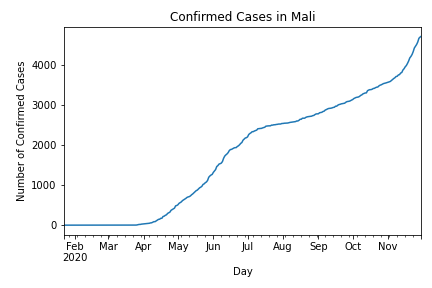 Confirmed Cases in Mali
Number of Confirmed Cases
4000
3000
2000
1000
0
Feb Mar Apr May Jun Jul Aug Sep Oct Nov
2020
Day